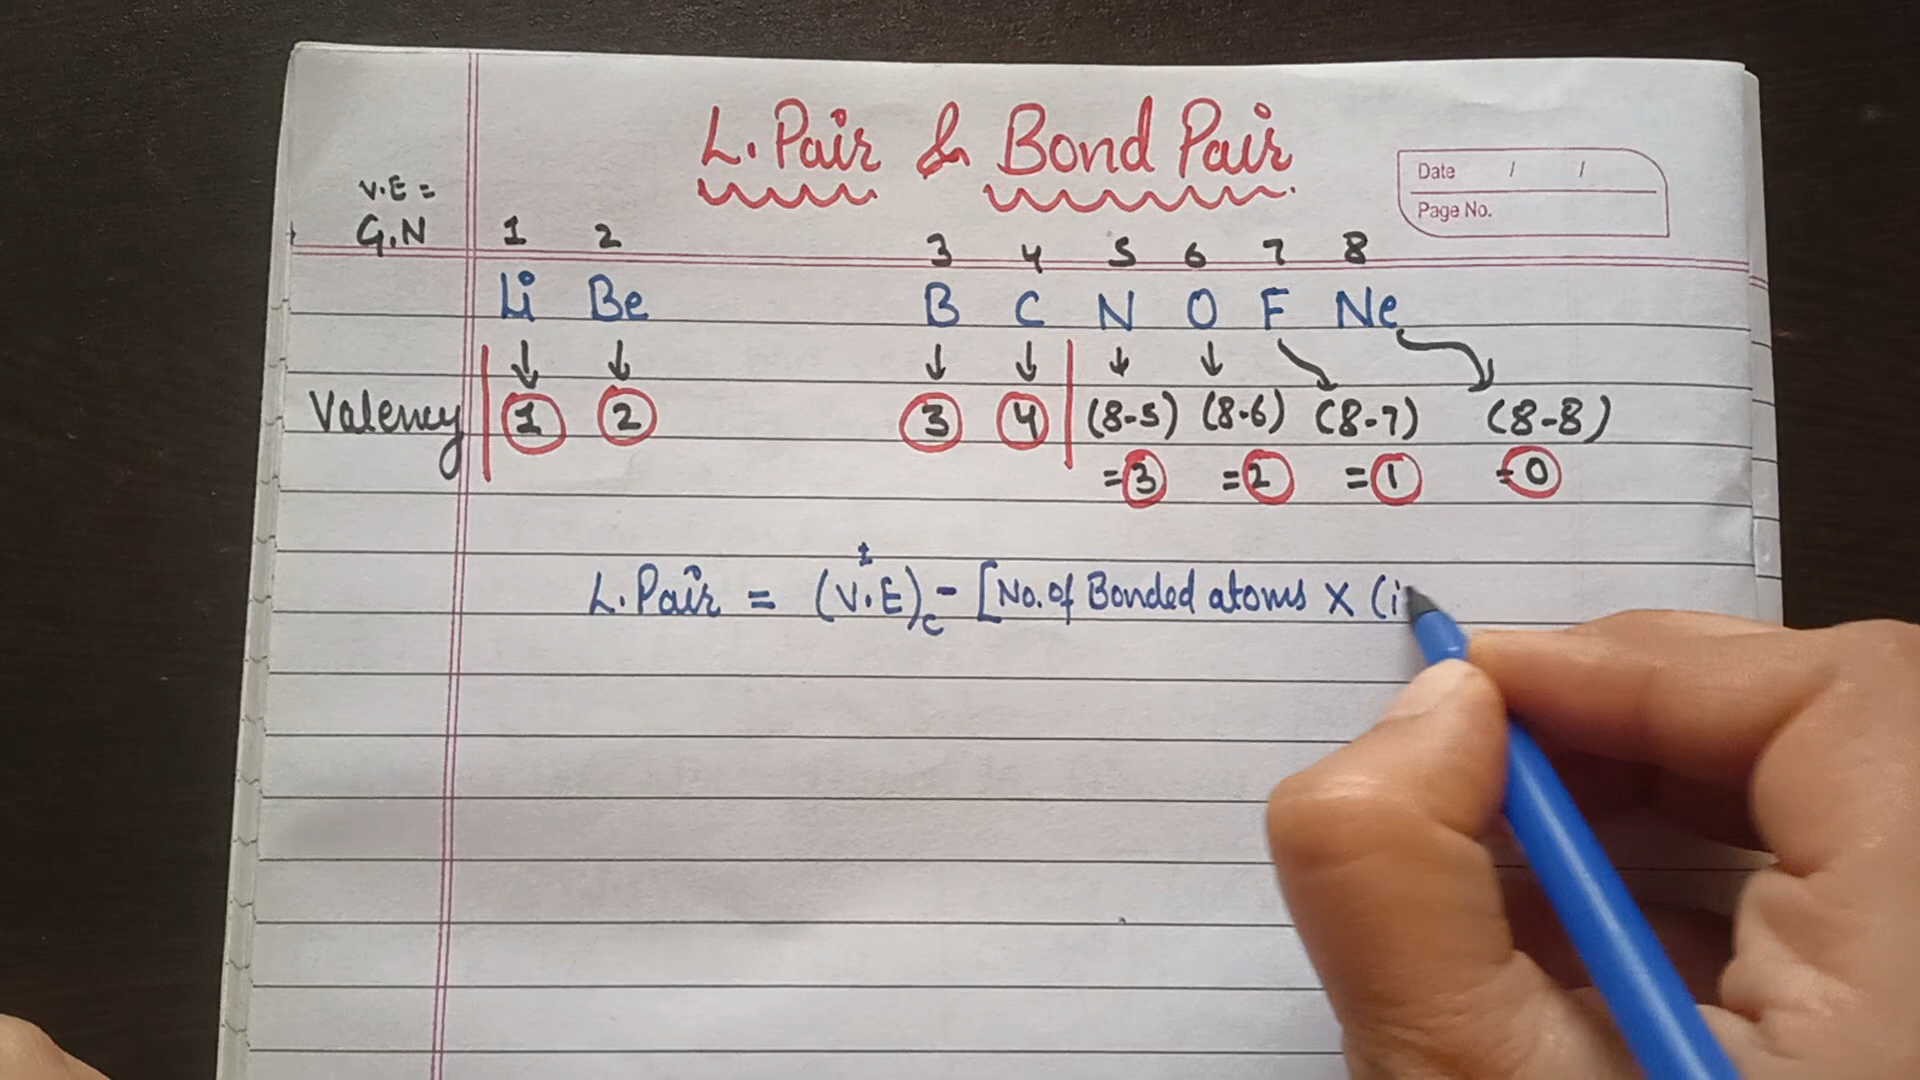 L. Pair & Bond Pair
Date / /
Page No.
V.E =
G.N 1 2 3 4 5 6 7 8
Li Be B C N O F Ne
Valency 1 2 3 4 (8-5) (8-6) (8-7) (8-8)
=3 =2 =1 =0
L. Pair = (V.E)c - [No. of Bonded atoms X (i